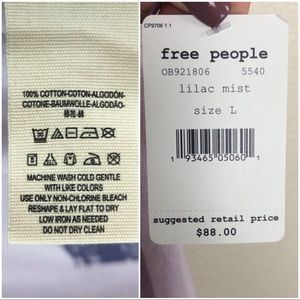 100% COTTON-COTON-ALGODÓN-
COTONE-BAUMWOLLE-ALGODÃO-
MACHINE WASH COLD GENTLE
WITH LIKE COLORS
USE ONLY NON-CHLORINE BLEACH
RESHAPE & LAY FLAT TO DRY
LOW IRON AS NEEDED
DO NOT DRY CLEAN
CP9706 1 1
free people
OB921806 5540
lilac mist
size L
1 93465 05060 1
suggested retail price
$88.00